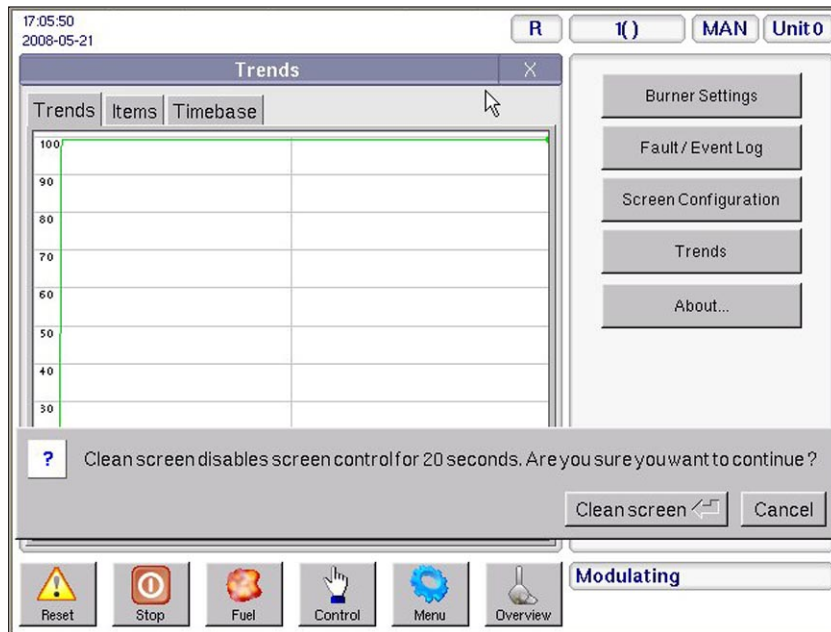 17:05:50
2008-05-21
R
1( )
MAN
Unit 0
Trends
X
Trends
Items
Timebase
100
90
80
70
60
50
40
30
Burner Settings
Fault / Event Log
Screen Configuration
Trends
About...
?
Clean screen disables screen control for 20 seconds. Are you sure you want to continue ?
Clean screen
Cancel
Reset
Stop
Fuel
Control
Menu
Overview
Modulating